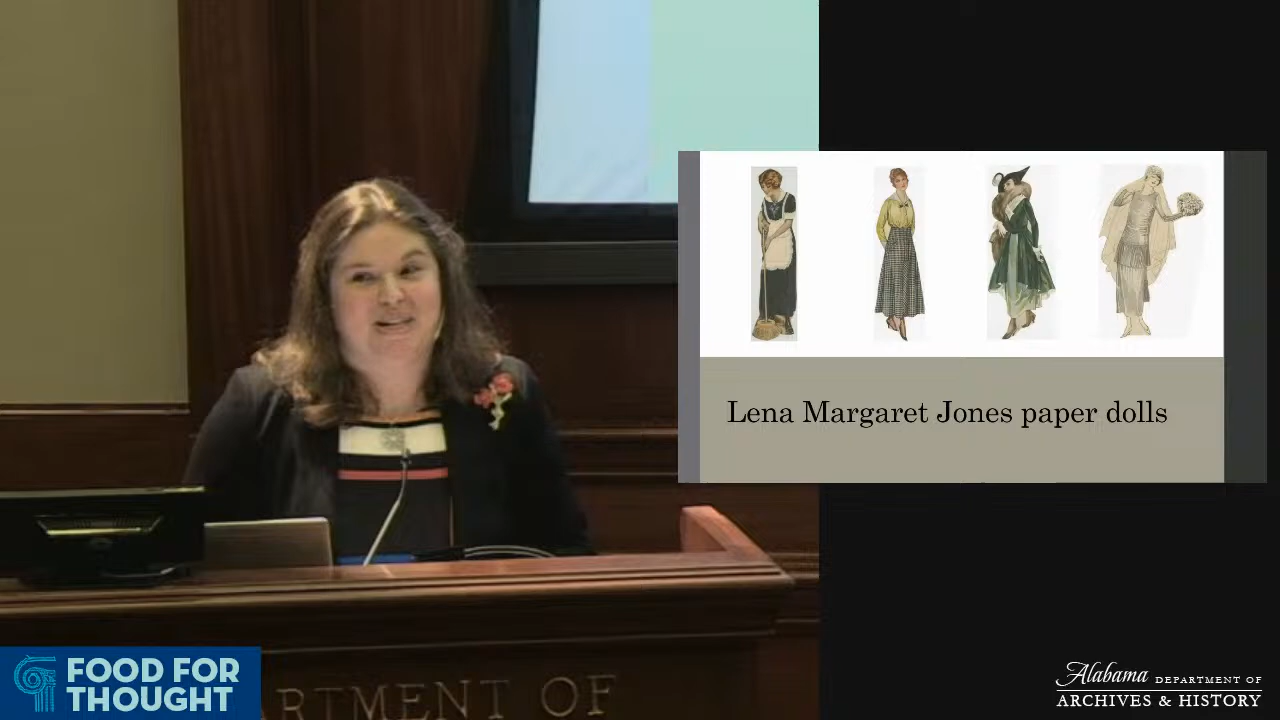 Lena Margaret Jones paper dolls
FOOD FOR
THOUGHT
RTMENT OF
Alabama DEPARTMENT OF
ARCHIVES & HISTORY